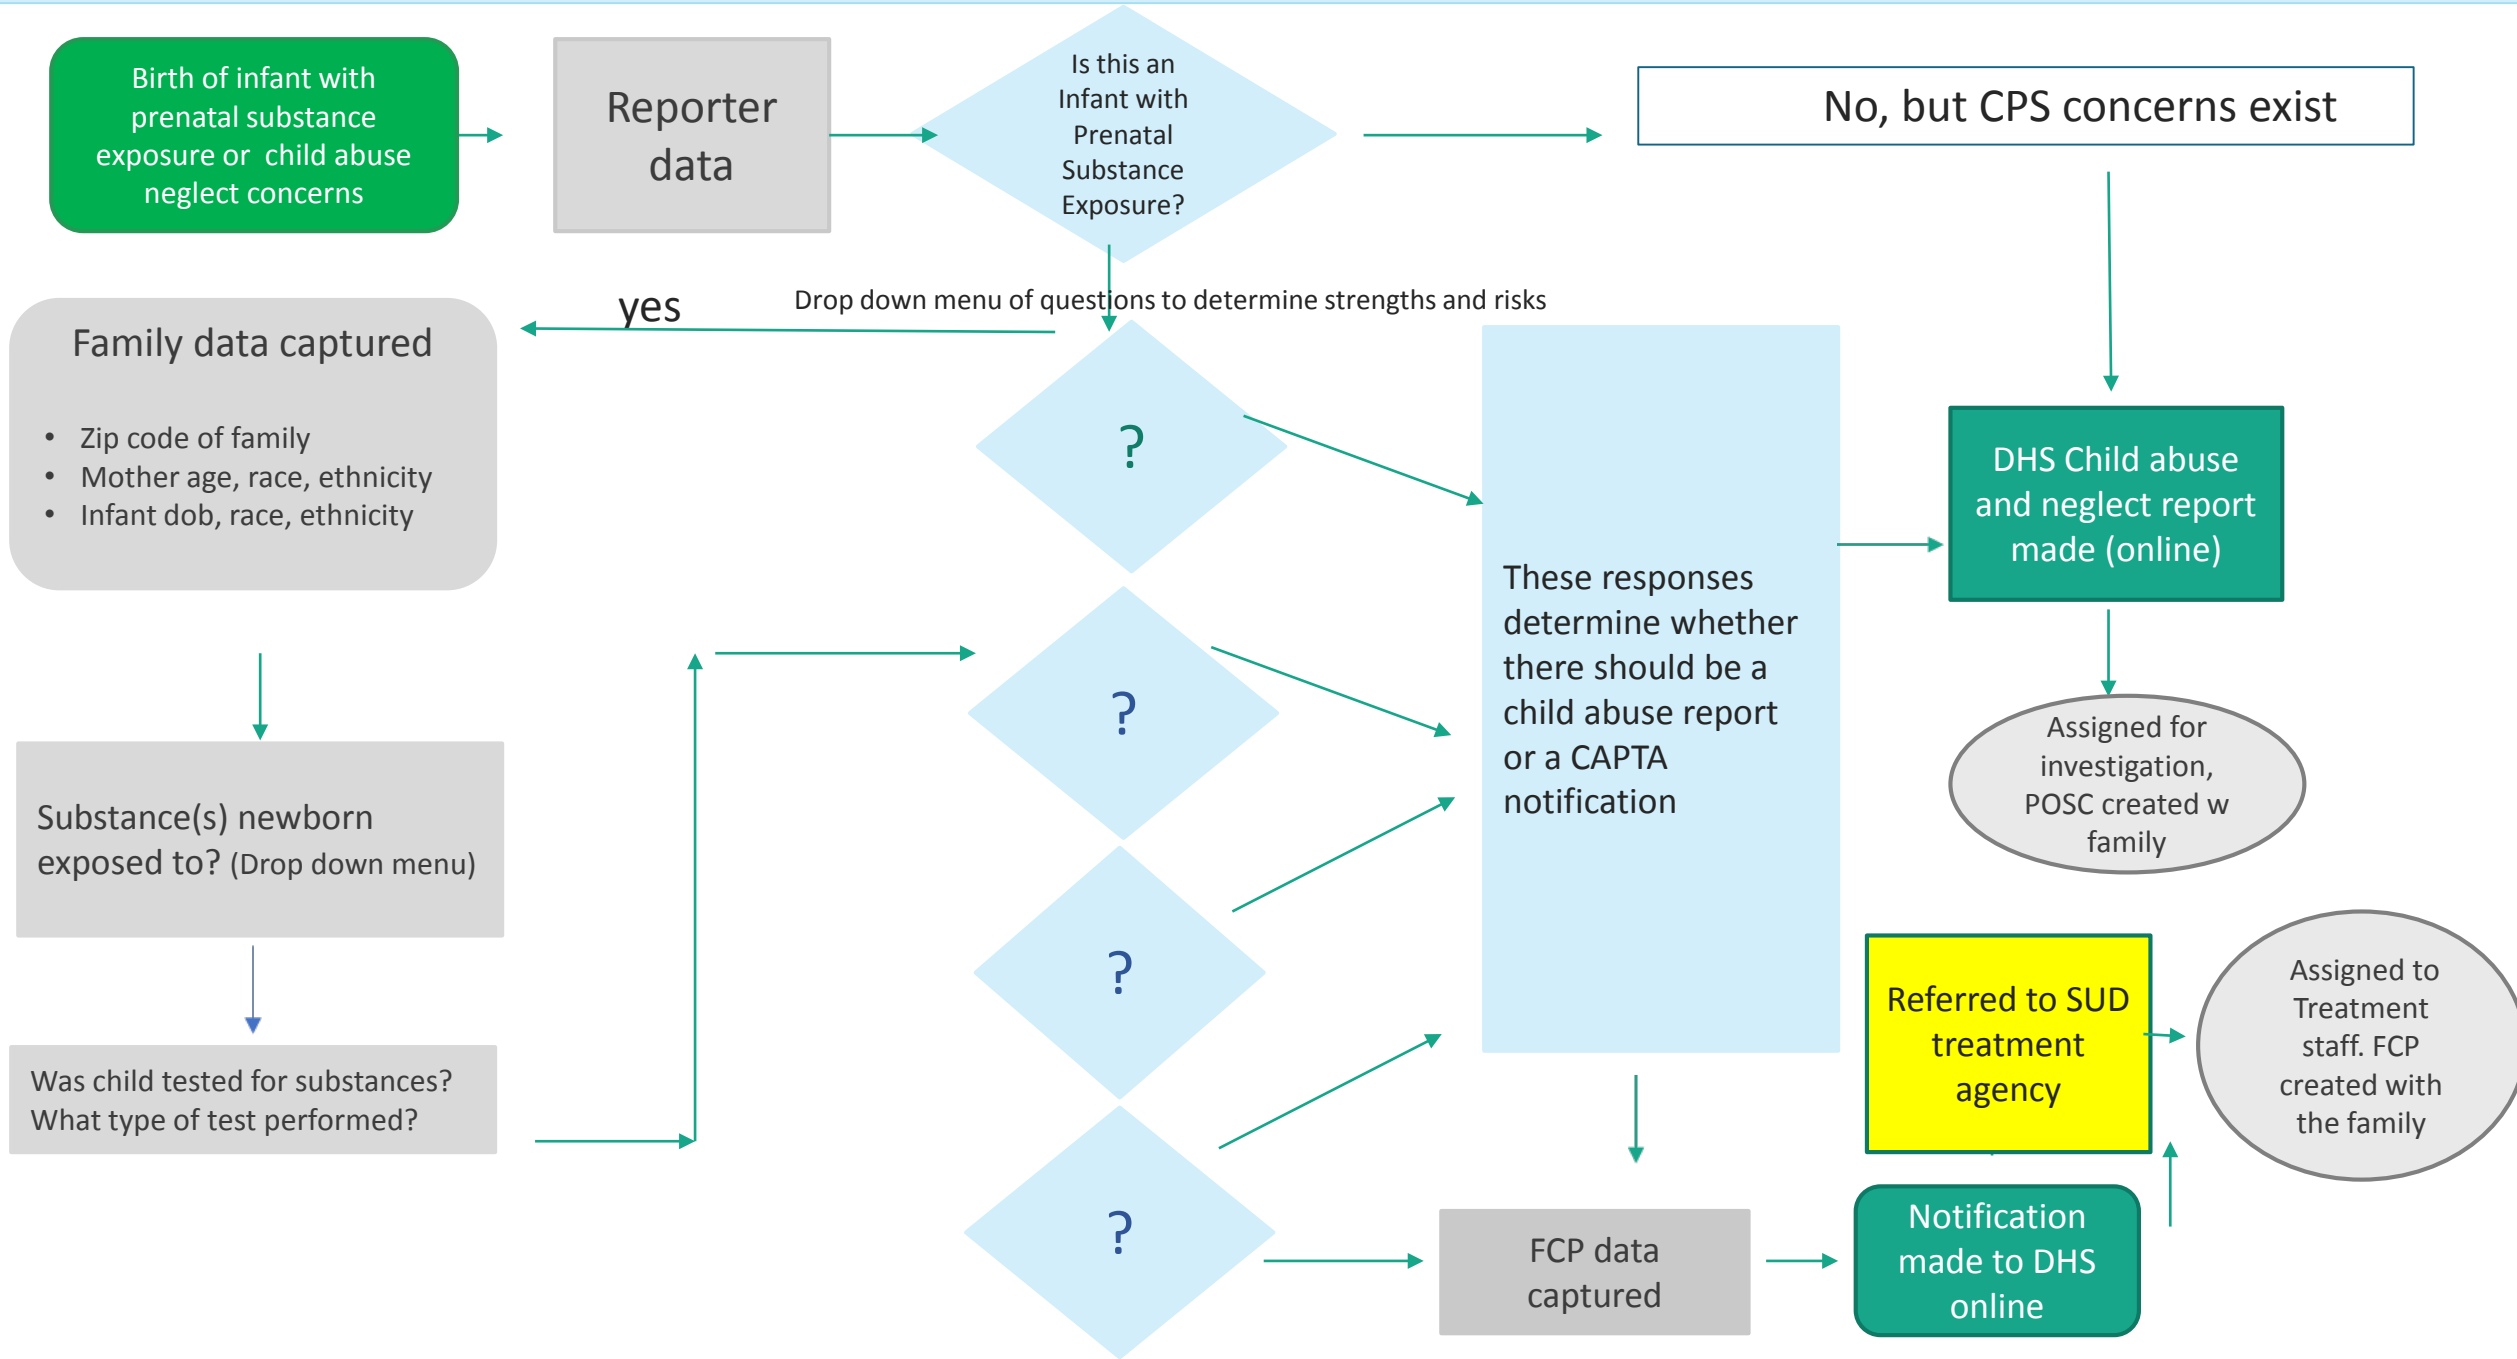 Birth of infant with
prenatal substance
exposure or  child abuse
neglect concerns
Reporter
data
Is this an
Infant with
Prenatal
Substance
Exposure?
No, but CPS concerns exist
yes
Drop down menu of questions to determine strengths and risks
Family data captured
• Zip code of family
• Mother age, race, ethnicity
• Infant dob, race, ethnicity
?
DHS Child abuse
and neglect report
made (online)
These responses
determine whether
there should be a
child abuse report
or a CAPTA
notification
?
Assigned for
investigation,
POSC created w
family
Substance(s) newborn
exposed to? (Drop down menu)
?
Referred to SUD
treatment
agency
Assigned to
Treatment
staff. FCP
created with
the family
Was child tested for substances?
What type of test performed?
?
FCP data
captured
Notification
made to DHS
online